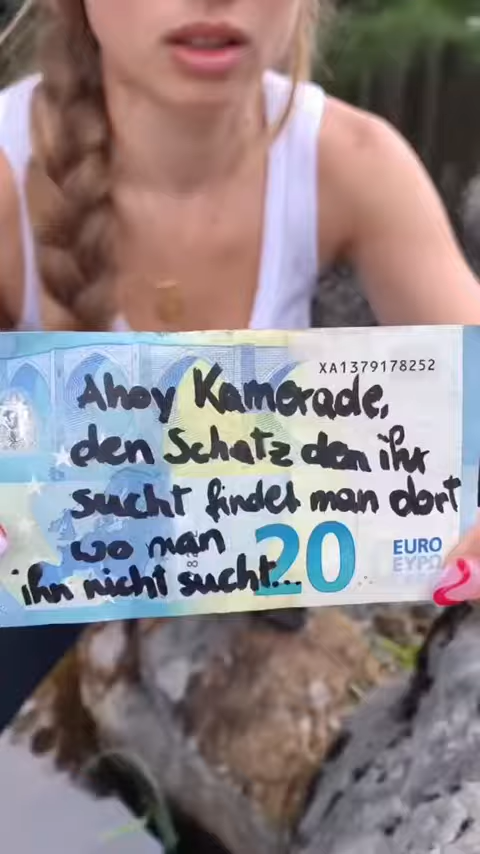 XA1379178252
Ahoy Kamerade,
den Schatz den ihr
sucht findet man dort
wo man
ihn nicht sucht...
20
EURO
ΕΥΡΩ